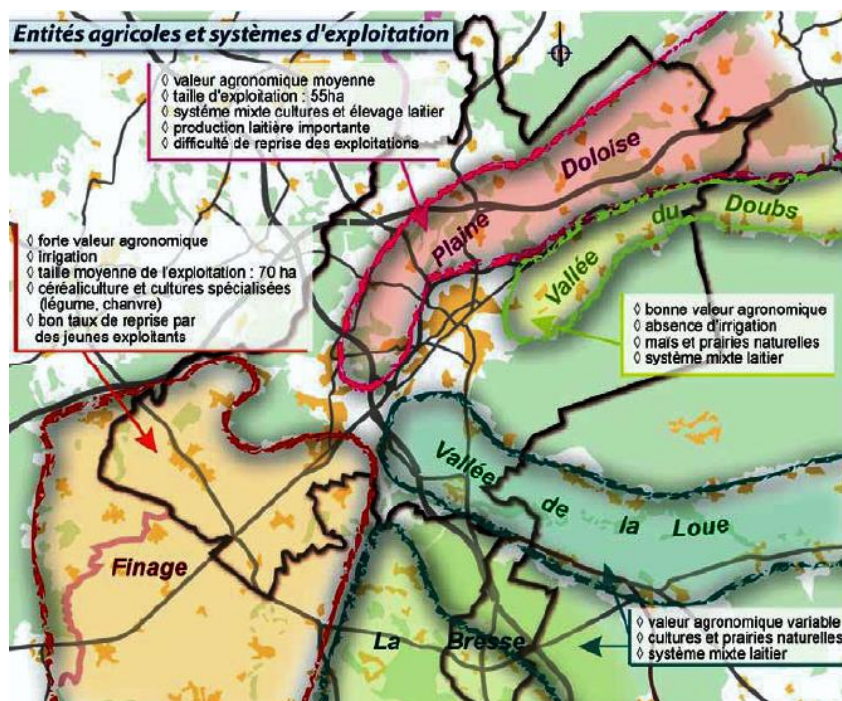 Entités agricoles et systèmes d'exploitation
◊ valeur agronomique moyenne
◊ taille d'exploitation : 55ha
◊ systéme mixte cultures et élevage laitier
◊ production laitière importante
◊ difficulté de reprise des exploitations
Plaine Doloise
Vallée du Doubs
◊ forte valeur agronomique
◊ irrigation
◊ taille moyenne de l'exploitation : 70 ha
◊ céréaliculture et cultures spécialisées
(légume, chanvre)
◊ bon taux de reprise par
des jeunes exploitants
◊ bonne valeur agronomique
◊ absence d'irrigation
◊ maïs et prairies naturelles
◊ système mixte laitier
Vallée de la Loue
Finage
La Bresse
◊ valeur agronomique variable
◊ cultures et prairies naturelles
◊ système mixte laitier